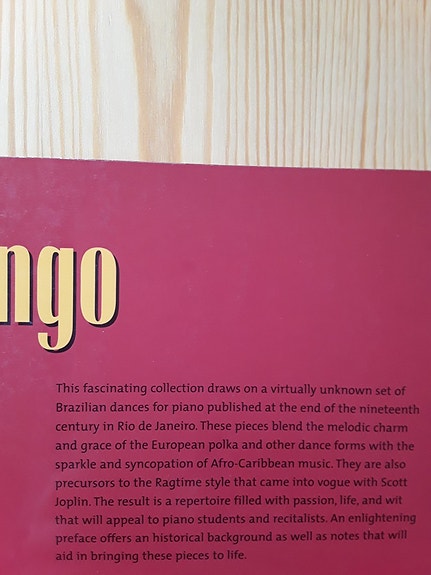 ngo
This fascinating collection draws on a virtually unknown set of
Brazilian dances for piano published at the end of the nineteenth
century in Rio de Janeiro. These pieces blend the melodic charm
and grace of the European polka and other dance forms with the
sparkle and syncopation of Afro-Caribbean music. They are also
precursors to the Ragtime style that came into vogue with Scott
Joplin. The result is a repertoire filled with passion, life, and wit
that will appeal to piano students and recitalists. An enlightening
preface offers an historical background as well as notes that will
aid in bringing these pieces to life.